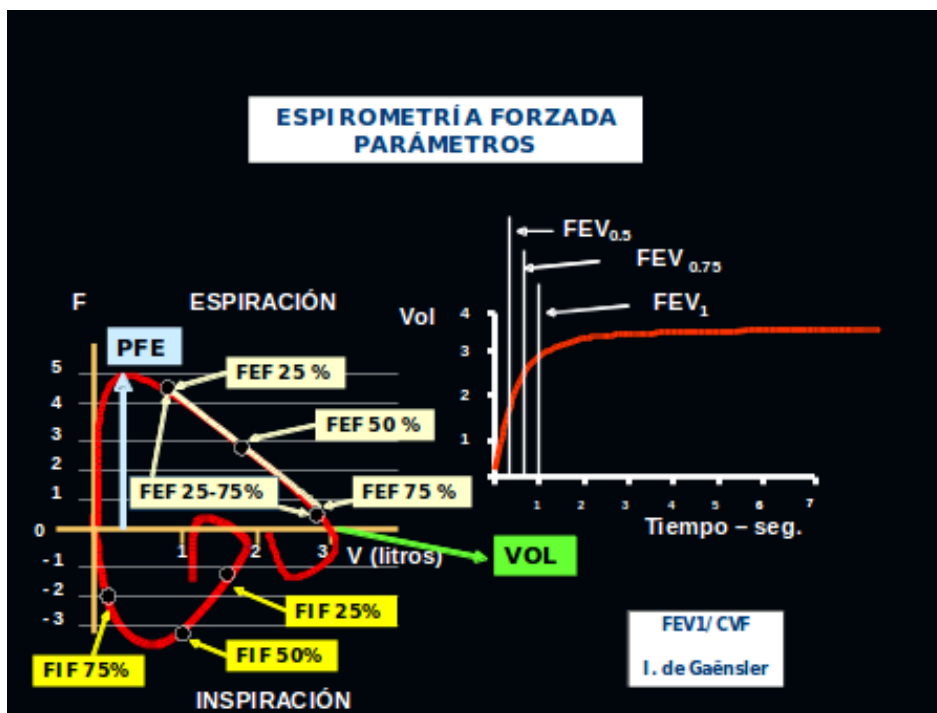 ESPIROMETRÍA FORZADA
PARÁMETROS
F
ESPIRACIÓN
PFE
FEF 25 %
FEF 50 %
FEF 25-75%
FEF 75 %
5
4
3
2
1
0
-1
-2
-3
1
2
3
V (litros)
VOL
FIF 25%
FIF 50%
FIF 75%
INSPIRACIÓN
FEV0.5
FEV 0.75
FEV1
Vol
4
3
2
1
1
2
3
4
5
6
7
Tiempo – seg.
FEV1/ CVF
I. de Gaënsler